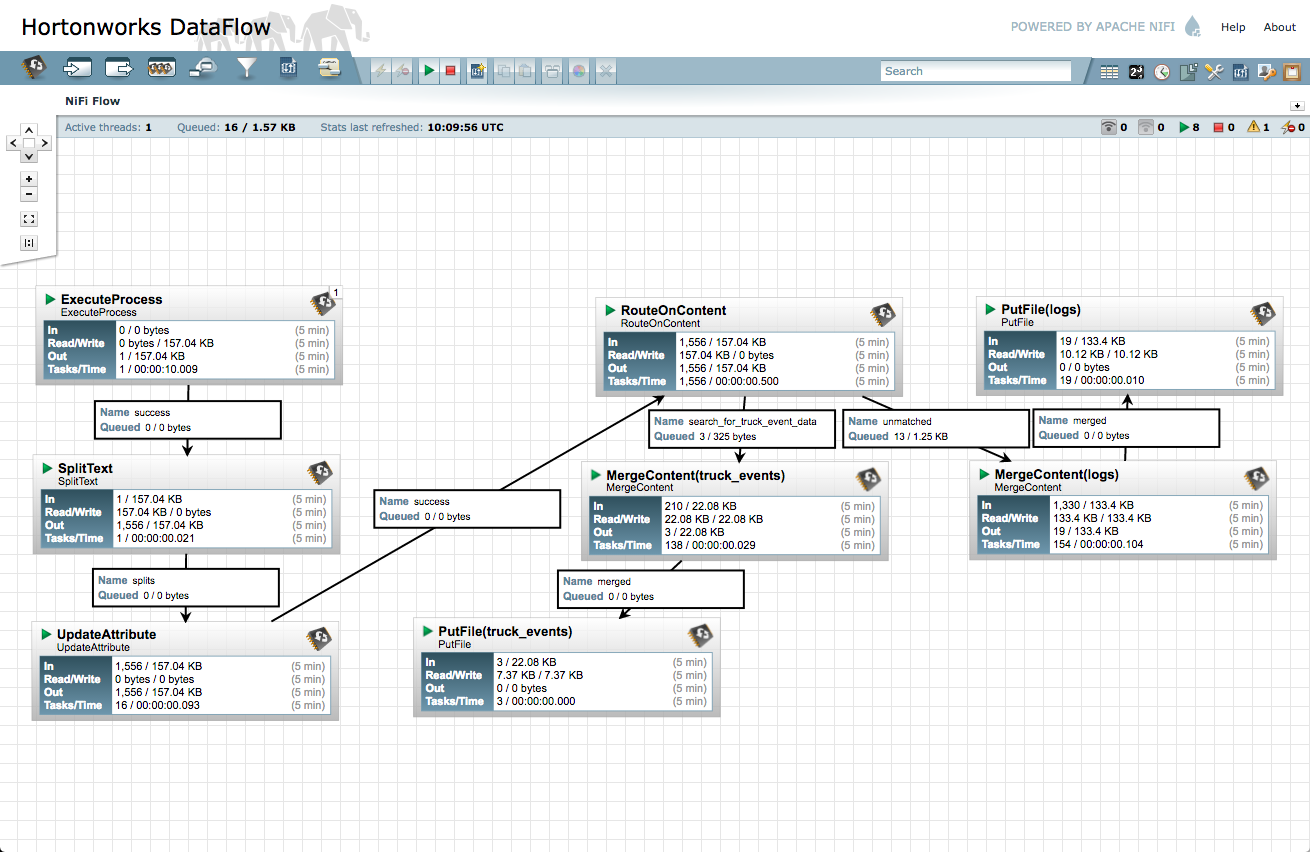 Hortonworks DataFlow
POWERED BY APACHE NIFI
Help
About
Search
NiFi Flow
Active threads: 1 Queued: 16 / 1.57 KB Stats last refreshed: 10:09:56 UTC
0 0 8 0 1 0
ExecuteProcess
1
ExecuteProcess
In 0 / 0 bytes (5 min)
Read/Write 0 bytes / 157.04 KB (5 min)
Out 1 / 157.04 KB (5 min)
Tasks/Time 1 / 00:00:10.009 (5 min)
Name success
Queued 0 / 0 bytes
SplitText
SplitText
In 1 / 157.04 KB (5 min)
Read/Write 157.04 KB / 0 bytes (5 min)
Out 1,556 / 157.04 KB (5 min)
Tasks/Time 1 / 00:00:00.021 (5 min)
Name splits
Queued 0 / 0 bytes
UpdateAttribute
UpdateAttribute
In 1,556 / 157.04 KB (5 min)
Read/Write 0 bytes / 0 bytes (5 min)
Out 1,556 / 157.04 KB (5 min)
Tasks/Time 16 / 00:00:00.093 (5 min)
Name success
Queued 0 / 0 bytes
RouteOnContent
RouteOnContent
In 1,556 / 157.04 KB (5 min)
Read/Write 157.04 KB / 0 bytes (5 min)
Out 1,556 / 157.04 KB (5 min)
Tasks/Time 1,556 / 00:00:00.500 (5 min)
Name search_for_truck_event_data
Queued 3 / 325 bytes
MergeContent(truck_events)
MergeContent
In 210 / 22.08 KB (5 min)
Read/Write 22.08 KB / 22.08 KB (5 min)
Out 3 / 22.08 KB (5 min)
Tasks/Time 138 / 00:00:00.029 (5 min)
Name merged
Queued 0 / 0 bytes
PutFile(truck_events)
PutFile
In 3 / 22.08 KB (5 min)
Read/Write 7.37 KB / 7.37 KB (5 min)
Out 0 / 0 bytes (5 min)
Tasks/Time 3 / 00:00:00.000 (5 min)
Name unmatched
Queued 13 / 1.25 KB
MergeContent(logs)
MergeContent
In 1,330 / 133.4 KB (5 min)
Read/Write 133.4 KB / 133.4 KB (5 min)
Out 19 / 133.4 KB (5 min)
Tasks/Time 154 / 00:00:00.104 (5 min)
Name merged
Queued 0 / 0 bytes
PutFile(logs)
PutFile
In 19 / 133.4 KB (5 min)
Read/Write 10.12 KB / 10.12 KB (5 min)
Out 0 / 0 bytes (5 min)
Tasks/Time 19 / 00:00:00.010 (5 min)